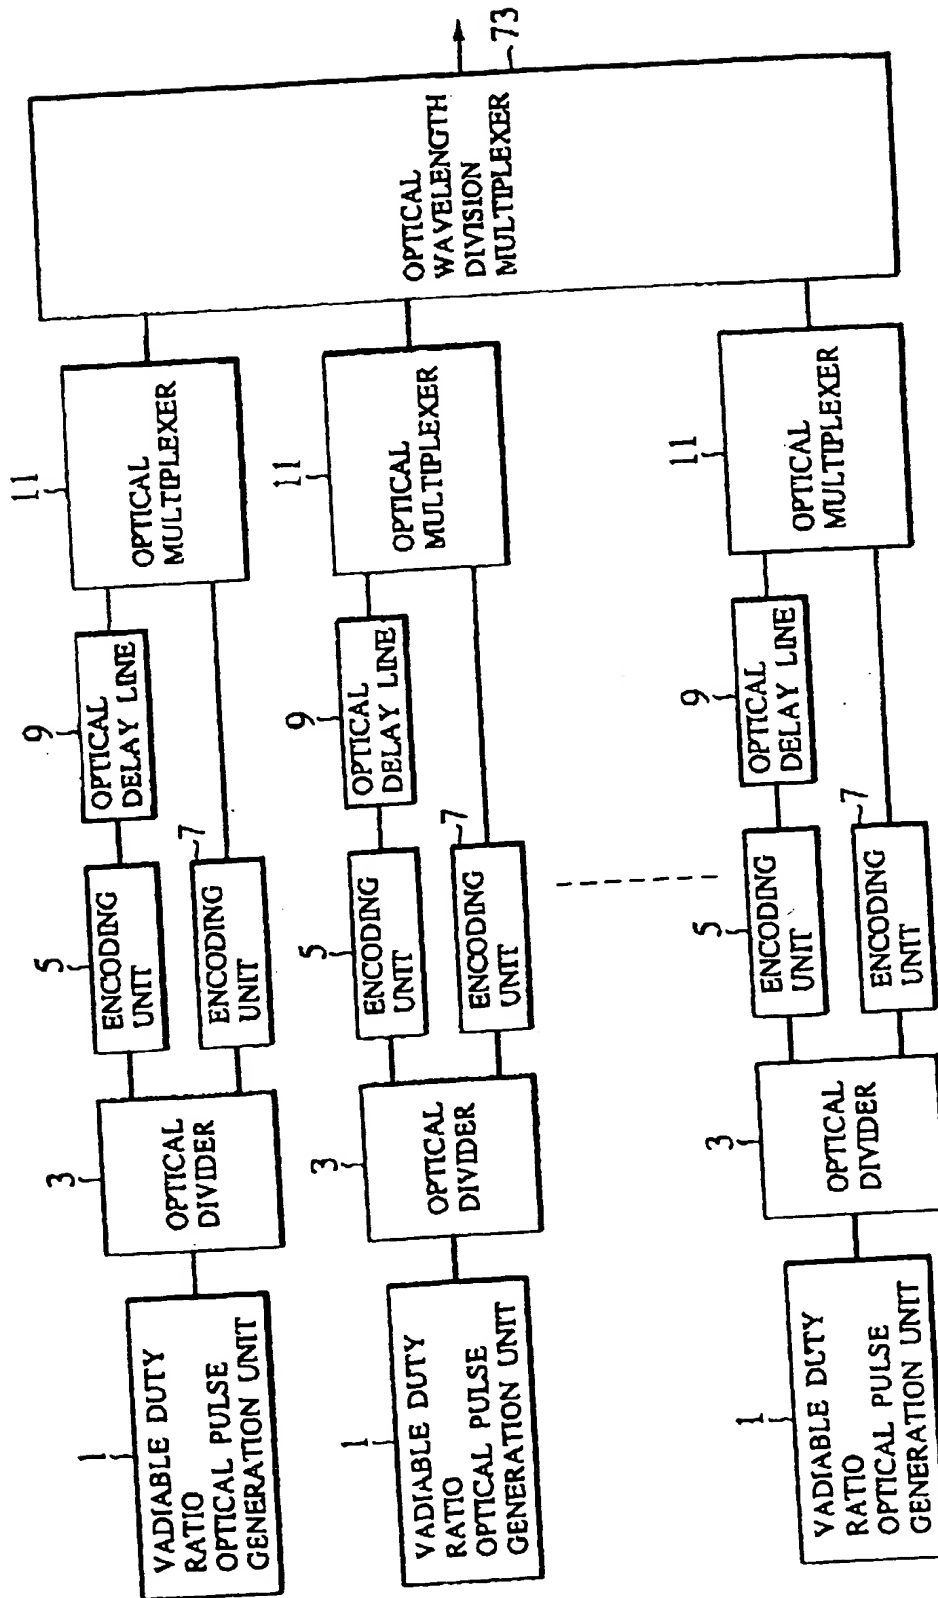 1
VADIABLE DUTY
RATIO
OPTICAL PULSE
GENERATION UNIT
3
OPTICAL
DIVIDER
5
ENCODING
UNIT
7
ENCODING
UNIT
9
OPTICAL
DELAY LINE
11
OPTICAL
MULTIPLEXER
1
VADIABLE DUTY
RATIO
OPTICAL PULSE
GENERATION UNIT
3
OPTICAL
DIVIDER
5
ENCODING
UNIT
7
ENCODING
UNIT
9
OPTICAL
DELAY LINE
11
OPTICAL
MULTIPLEXER
1
VADIABLE DUTY
RATIO
OPTICAL PULSE
GENERATION UNIT
3
OPTICAL
DIVIDER
5
ENCODING
UNIT
7
ENCODING
UNIT
9
OPTICAL
DELAY LINE
11
OPTICAL
MULTIPLEXER
OPTICAL
WAVELENGTH
DIVISION
MULTIPLEXER
73